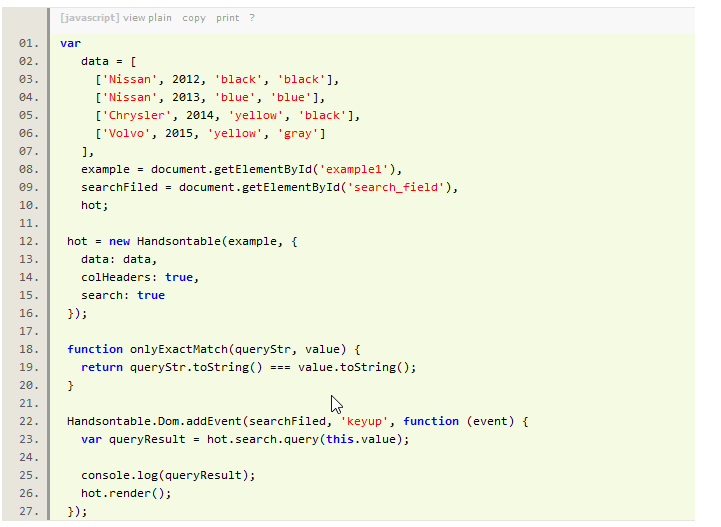 [javascript] view plain copy print ?
01. var
02. data = [
03. ['Nissan', 2012, 'black', 'black'],
04. ['Nissan', 2013, 'blue', 'blue'],
05. ['Chrysler', 2014, 'yellow', 'black'],
06. ['Volvo', 2015, 'yellow', 'gray']
07. ],
08. example = document.getElementById('example1'),
09. searchFiled = document.getElementById('search_field'),
10. hot;
11.
12. hot = new Handsontable(example, {
13. data: data,
14. colHeaders: true,
15. search: true
16. });
17.
18. function onlyExactMatch(queryStr, value) {
19. return queryStr.toString() === value.toString();
20. }
21.
22. Handsontable.Dom.addEvent(searchFiled, 'keyup', function (event) {
23. var queryResult = hot.search.query(this.value);
24.
25. console.log(queryResult);
26. hot.render();
27. });